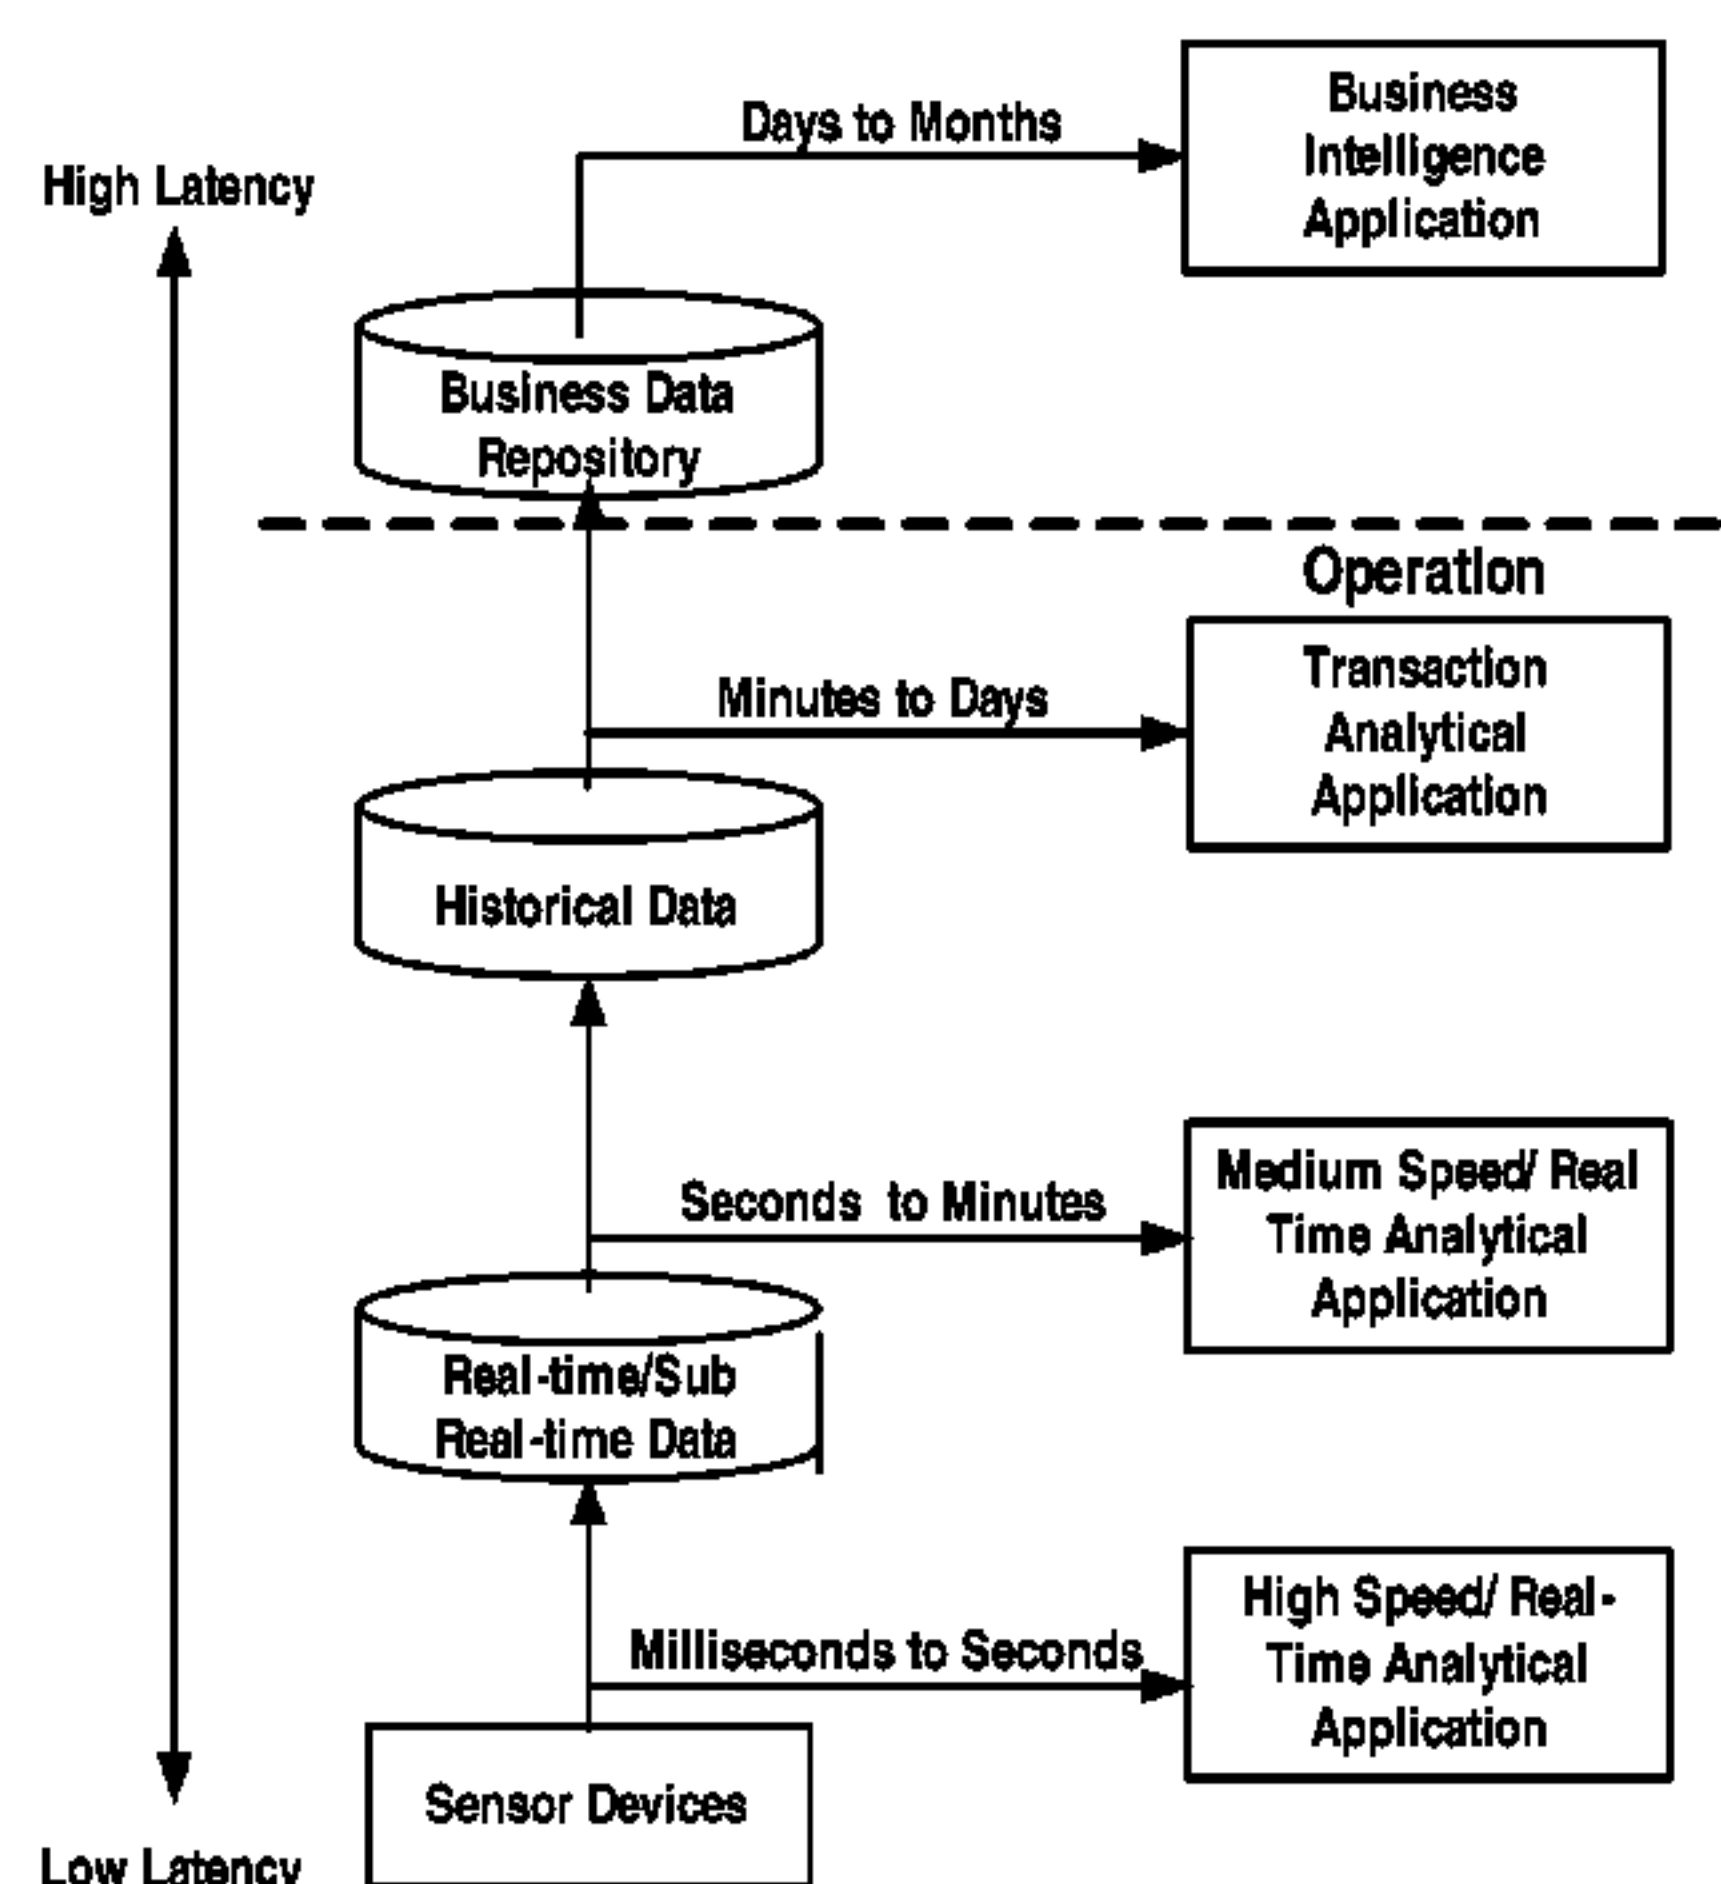 Business
Intelligence
Application
Days to Months
High Latency
Business Data
Repository
Operation
Transaction
Analytical
Application
Minutes to Days
Historical Data
Medium Speed/ Real
Time Analytical
Application
Seconds to Minutes
Real-time/Sub
Real-time Data
High Speed/ Real-
Time Analytical
Application
Milliseconds to Seconds
Sensor Devices
Low Latency